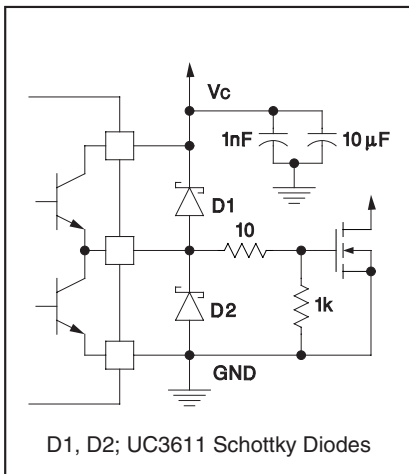 Vc
1nF 10 μF
D1
10
D2
1k
GND
D1, D2; UC3611 Schottky Diodes